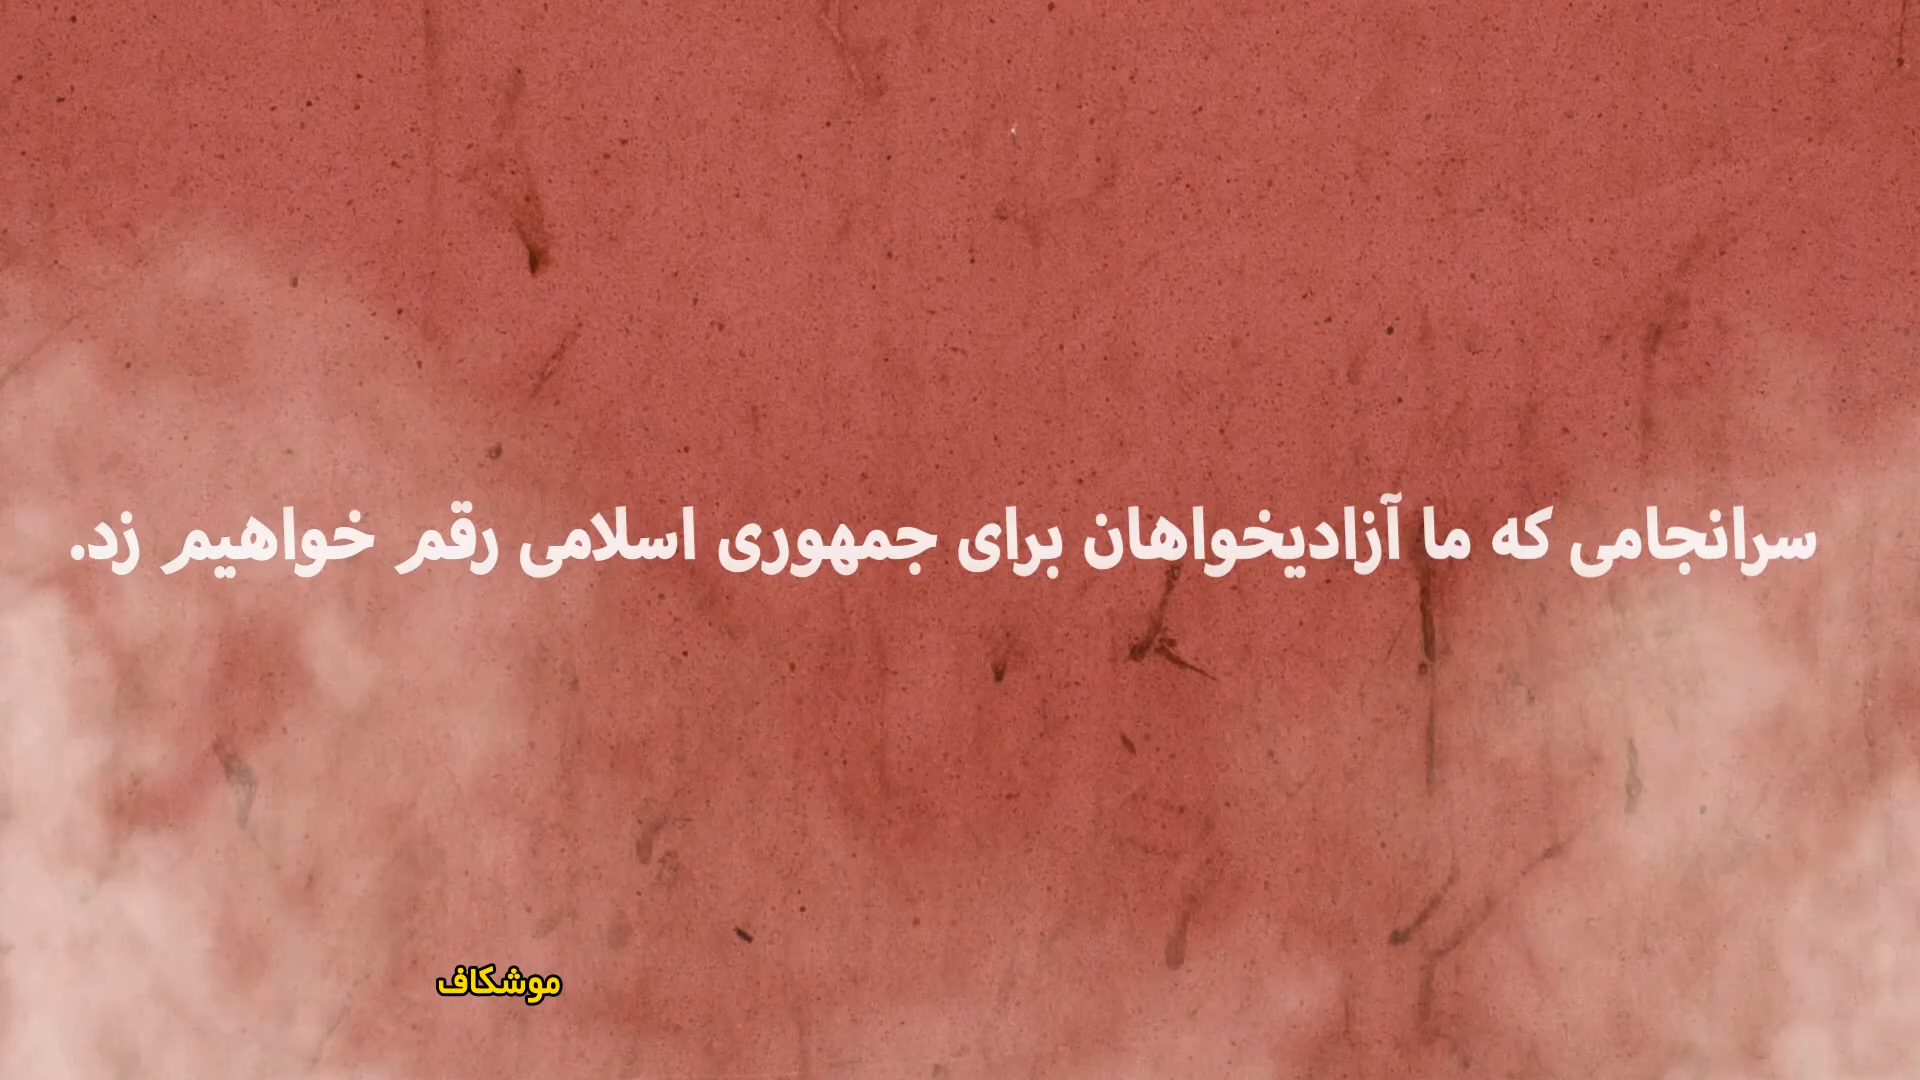 سرانجامی که ما آزادیخواهان برای جمهوری اسلامی رقم خواهیم زد.
موشکاف